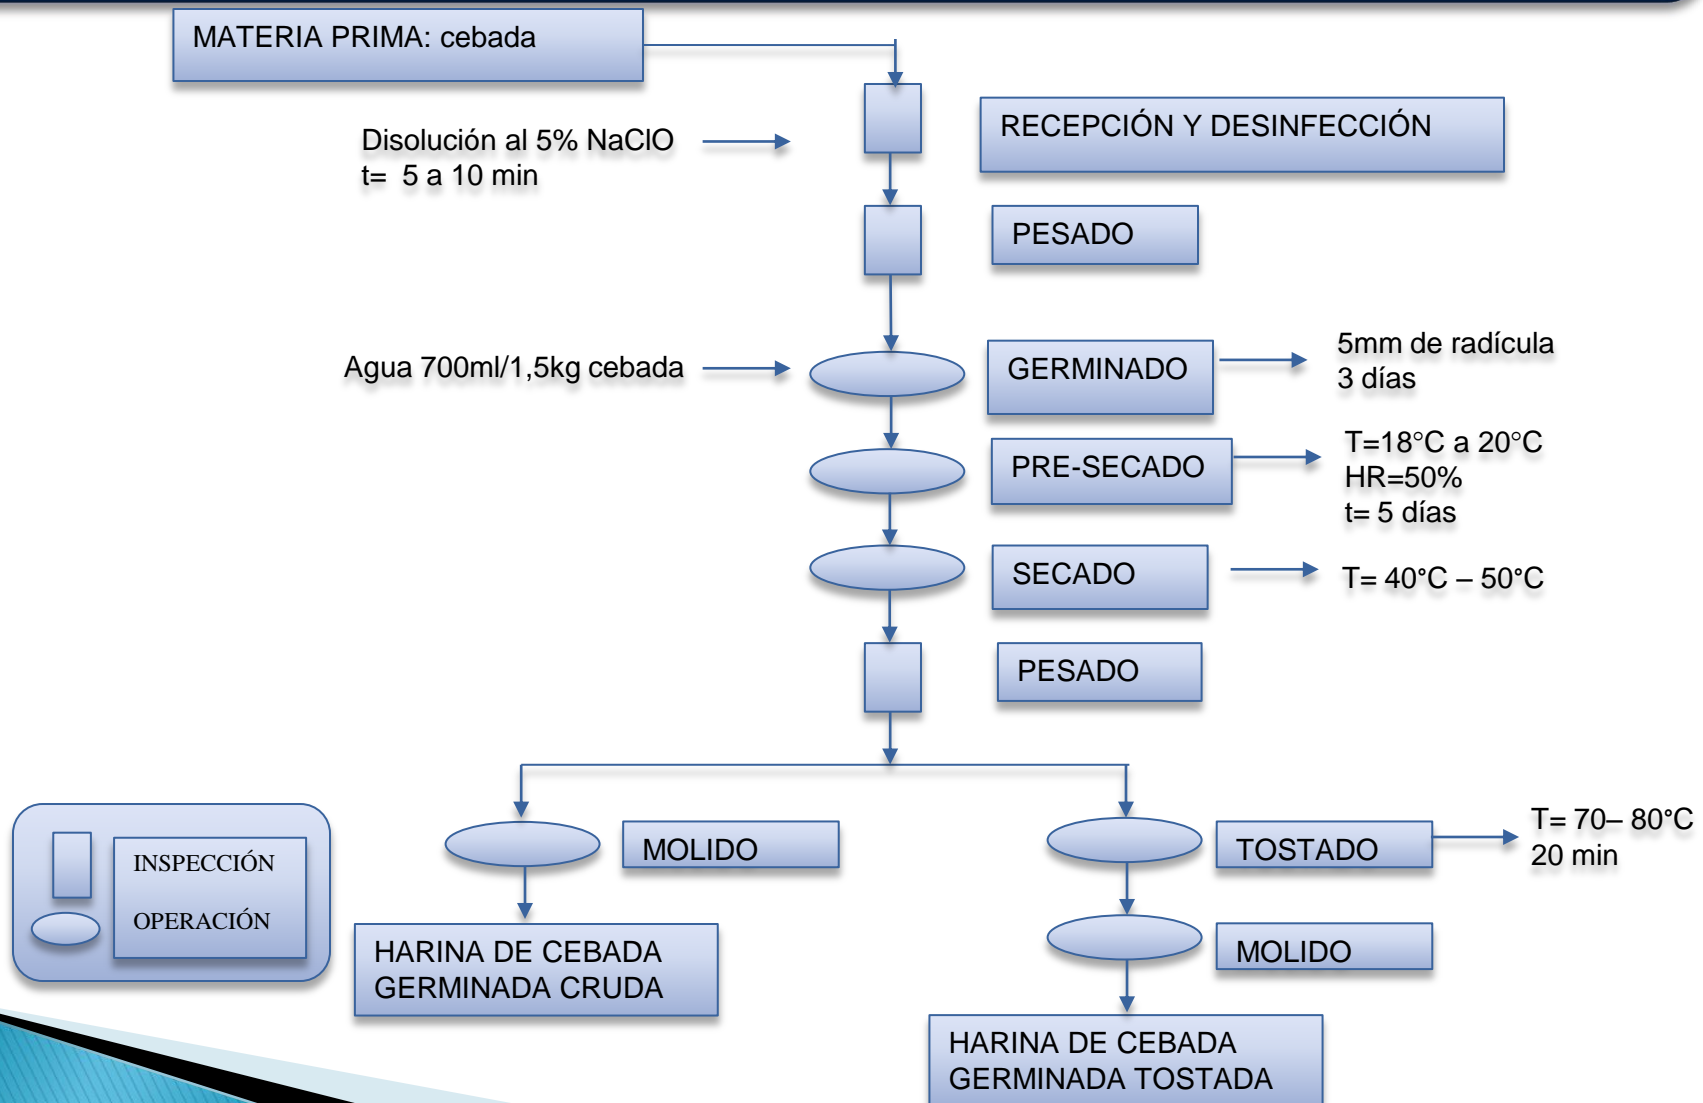 MATERIA PRIMA: cebada
RECEPCIÓN Y DESINFECCIÓN
Disolución al 5% NaClO
t=  5 a 10 min
PESADO
Agua 700ml/1,5kg cebada
GERMINADO
5mm de radícula
3 días
PRE-SECADO
T=18°C a 20°C
HR=50%
t= 5 días
SECADO
T= 40°C – 50°C
PESADO
MOLIDO
TOSTADO
T= 70– 80°C
20 min
INSPECCIÓN
OPERACIÓN
HARINA DE CEBADA
GERMINADA CRUDA
MOLIDO
HARINA DE CEBADA
GERMINADA TOSTADA